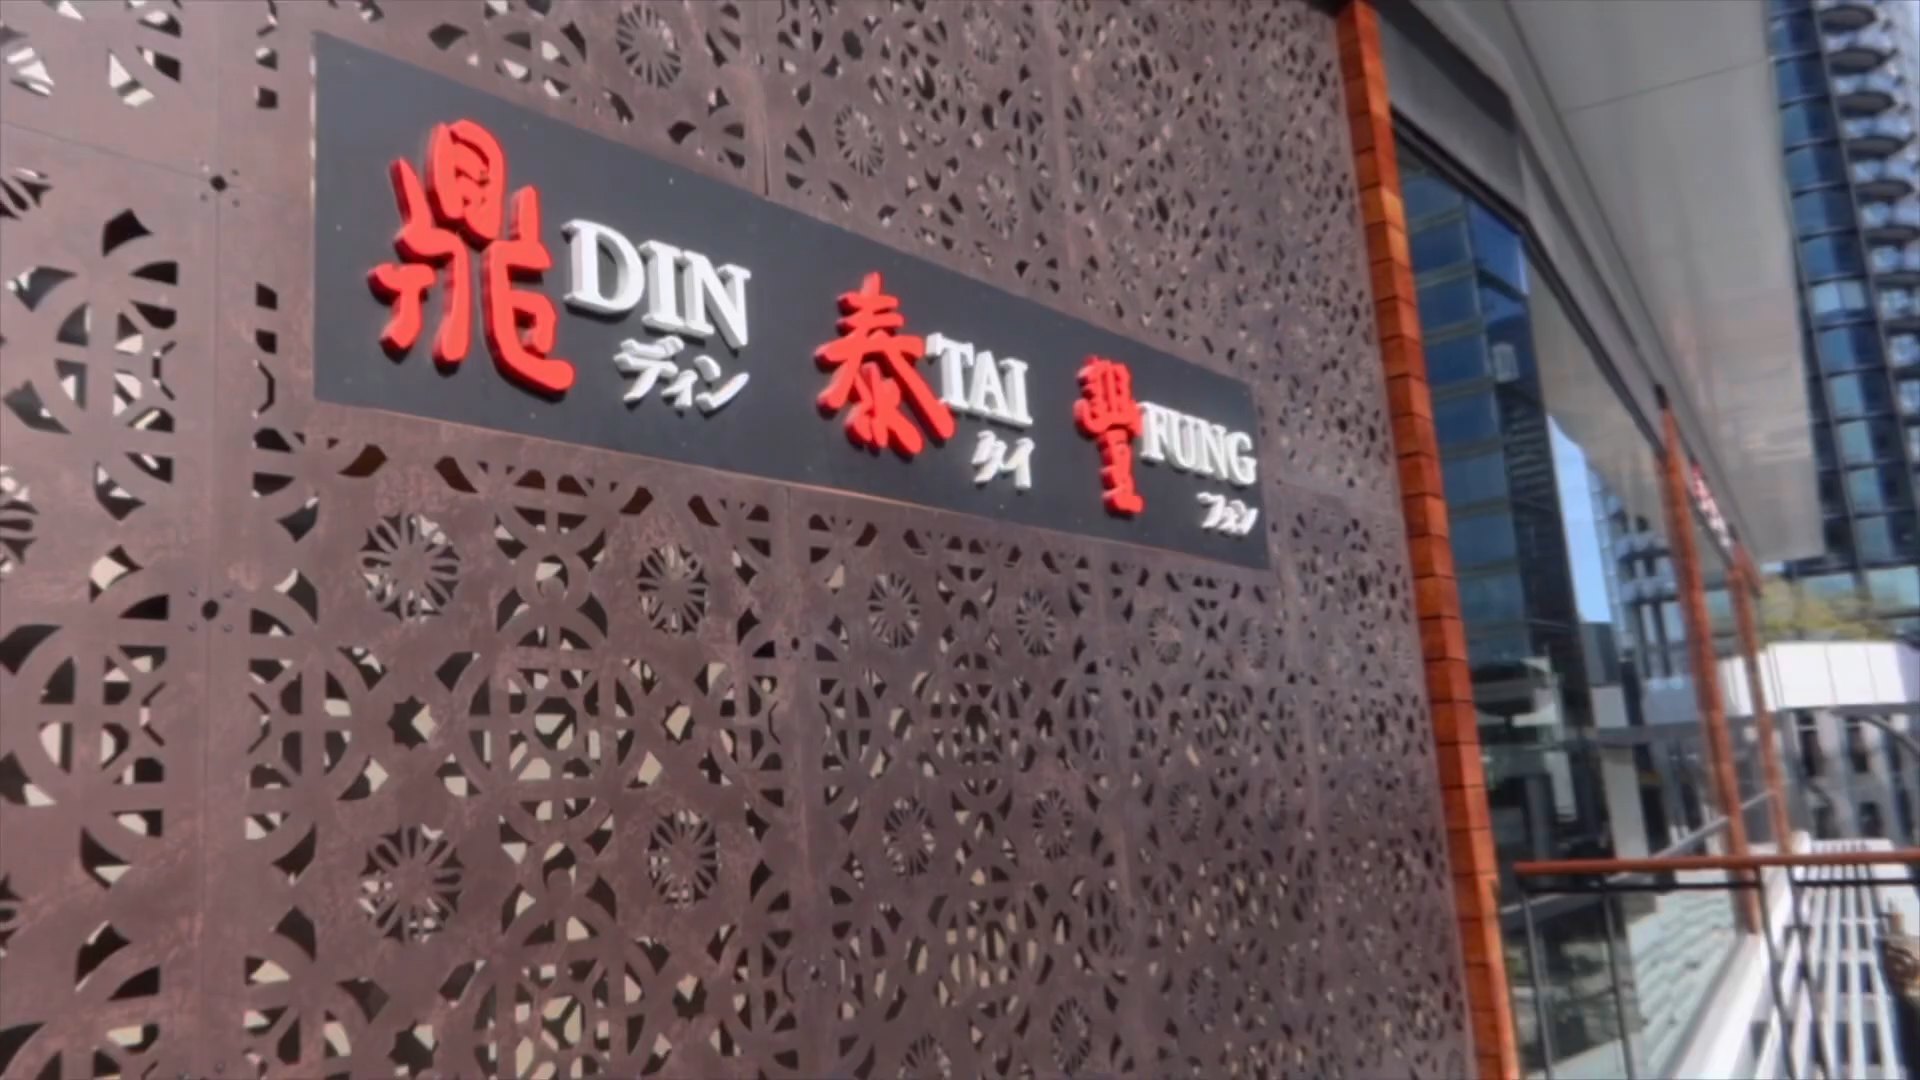 鼎 DIN 泰 TAI 豐 FUNG
ディン タイ フォン